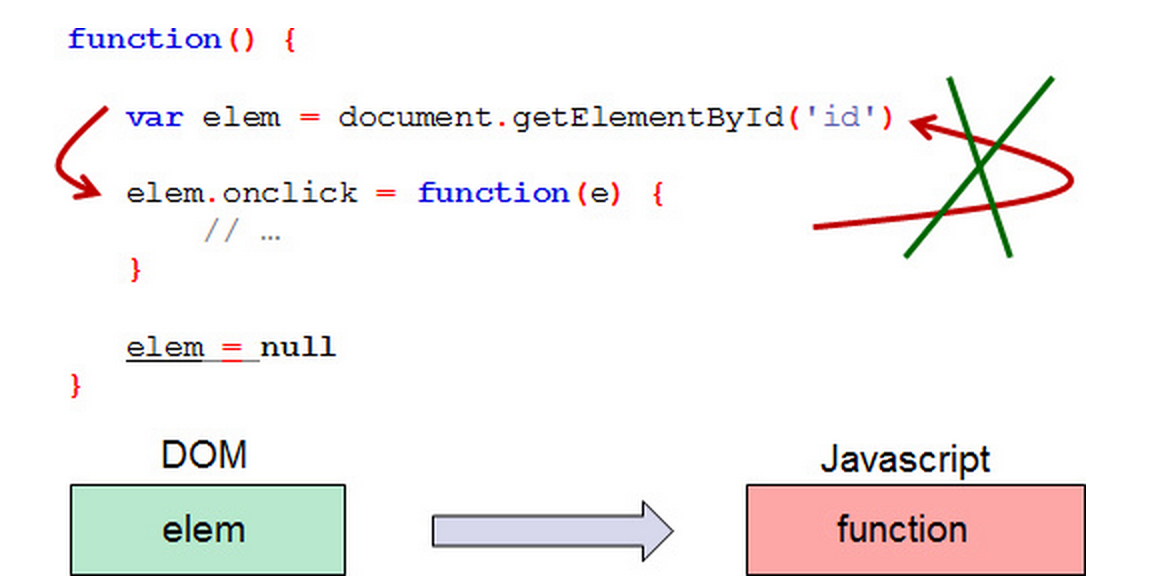 function() {
var elem = document.getElementById('id')
elem.onclick = function(e) {
// …
}
elem = null
}
DOM
Javascript
elem
function